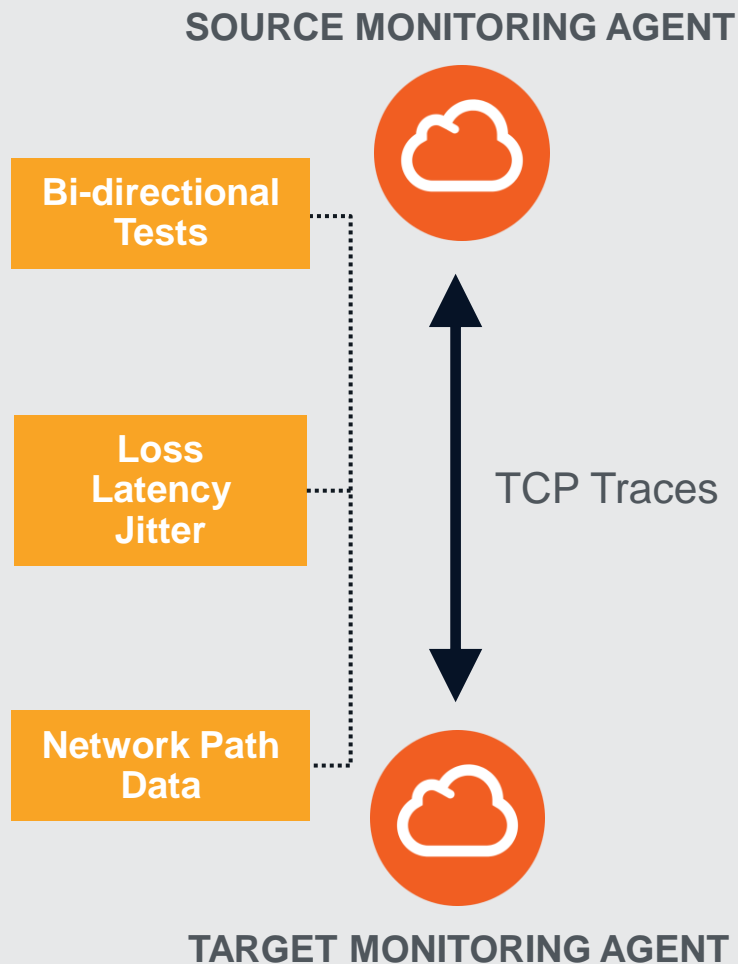 SOURCE MONITORING AGENT
Bi-directional
Tests
Loss
Latency
Jitter
TCP Traces
Network Path
Data
TARGET MONITORING AGENT